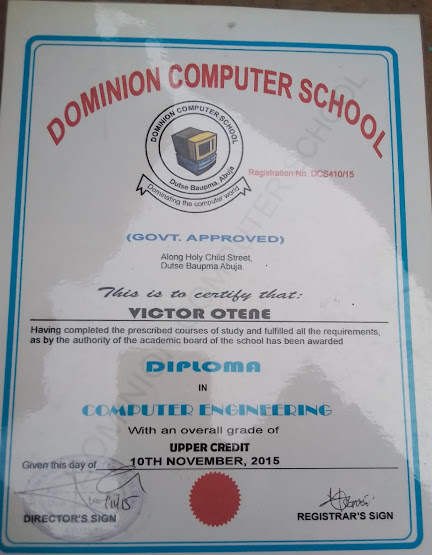 DOMINION COMPUTER SCHOOL
DOMINION COMPUTER SCHOOL
Dutse Baupma, Abuja
Dominating the computer world
Registration No. DCS410/15
(GOVT. APPROVED)
Along Holy Child Street,
Dutse Baupma Abuja
This is to certify that:
VICTOR OTENE
Having completed the prescribed courses of study and fulfilled all the requirements,
as by the authority of the academic board of the school has been awarded
DIPLOMA
IN
COMPUTER ENGINEERING
With an overall grade of
UPPER CREDIT
Given this day of 10TH NOVEMBER, 2015
DIRECTOR'S SIGN
REGISTRAR'S SIGN
DOMINION COMPUTER SCHOOL